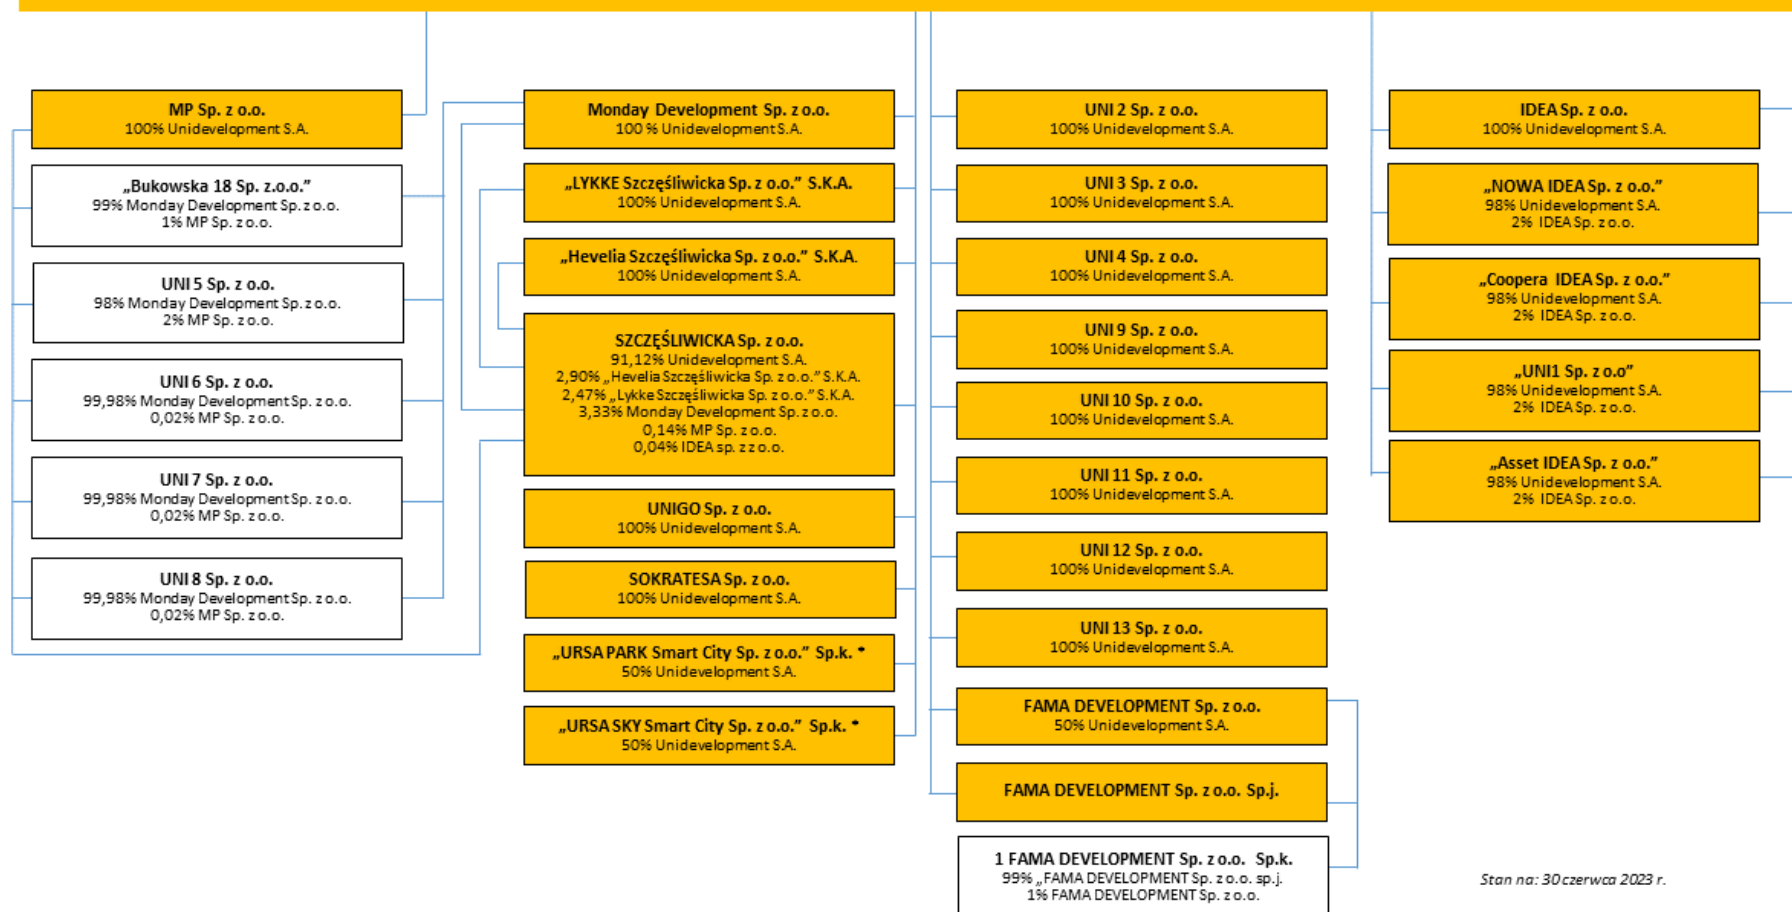 MP Sp. z o.o.
100% Unidevelopment S.A.
„Bukowska 18 Sp. z.o.o.”
99% Monday Development Sp. z o.o.
1% MP Sp. z o.o.
UNI 5 Sp. z o.o.
98% Monday Development Sp. z o.o.
2% MP Sp. z o.o.
UNI 6 Sp. z o.o.
99,98% Monday Development Sp. z o.o.
0,02% MP Sp. z o.o.
UNI 7 Sp. z o.o.
99,98% Monday Development Sp. z o.o.
0,02% MP Sp. z o.o.
UNI 8 Sp. z o.o.
99,98% Monday Development Sp. z o.o.
0,02% MP Sp. z o.o.
Monday Development Sp. z o.o.
100 % Unidevelopment S.A.
„LYKKE Szczęśliwicka Sp. z o.o.” S.K.A.
100% Unidevelopment S.A.
„Hevelia Szczęśliwicka Sp. z o.o.” S.K.A.
100% Unidevelopment S.A.
SZCZĘŚLIWICKA Sp. z o.o.
91,12% Unidevelopment S.A.
2,90% „Hevelia Szczęśliwicka Sp. z o.o.” S.K.A.
2,47% „Lykke Szczęśliwicka Sp. z o.o.” S.K.A.
3,33% Monday Development Sp. z o.o.
0,14% MP Sp. z o.o.
0,04% IDEA sp. z z o.o.
UNIGO Sp. z o.o.
100% Unidevelopment S.A.
SOKRATESA Sp. z o.o.
100% Unidevelopment S.A.
„URSA PARK Smart City Sp. z o.o.” Sp.k. *
50% Unidevelopment S.A.
„URSA SKY Smart City Sp. z o.o.” Sp.k. *
50% Unidevelopment S.A.
UNI 2 Sp. z o.o.
100% Unidevelopment S.A.
UNI 3 Sp. z o.o.
100% Unidevelopment S.A.
UNI 4 Sp. z o.o.
100% Unidevelopment S.A.
UNI 9 Sp. z o.o.
100% Unidevelopment S.A.
UNI 10 Sp. z o.o.
100% Unidevelopment S.A.
UNI 11 Sp. z o.o.
100% Unidevelopment S.A.
UNI 12 Sp. z o.o.
100% Unidevelopment S.A.
UNI 13 Sp. z o.o.
100% Unidevelopment S.A.
FAMA DEVELOPMENT Sp. z o.o.
50% Unidevelopment S.A.
FAMA DEVELOPMENT Sp. z o.o. Sp.j.
1 FAMA DEVELOPMENT Sp. z o.o. Sp.k.
99% „FAMA DEVELOPMENT Sp. z o.o. sp.j.
1% FAMA DEVELOPMENT Sp. z o.o.
IDEA Sp. z o.o.
100% Unidevelopment S.A.
„NOWA IDEA Sp. z o.o.”
98% Unidevelopment S.A.
2% IDEA Sp. z o.o.
„Coopera IDEA Sp. z o.o.”
98% Unidevelopment S.A.
2% IDEA Sp. z o.o.
„UNI1 Sp. z o.o”
98% Unidevelopment S.A.
2% IDEA Sp. z o.o.
„Asset IDEA Sp. z o.o.”
98% Unidevelopment S.A.
2% IDEA Sp. z o.o.
Stan na: 30 czerwca 2023 r.